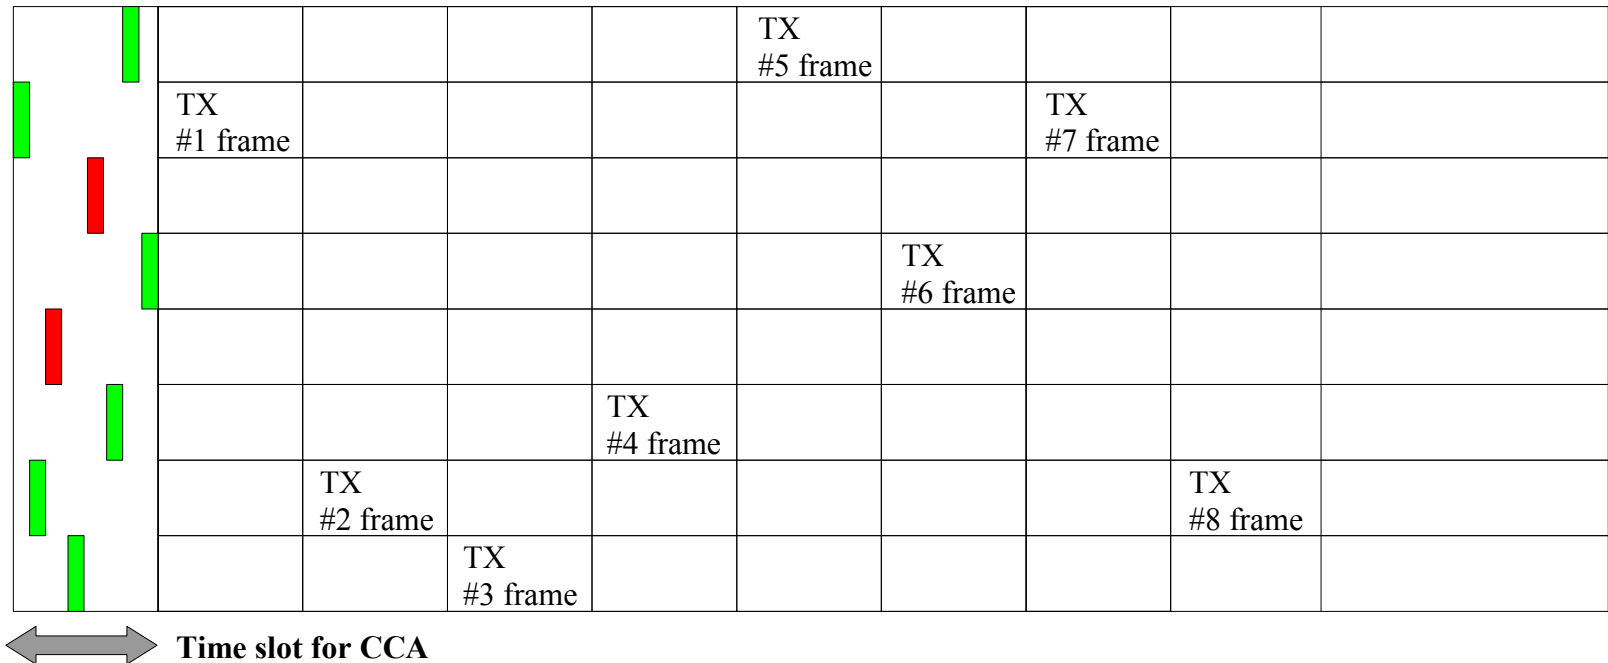 TX
#5 frame
TX
#1 frame
TX
#7 frame
TX
#6 frame
TX
#4 frame
TX
#2 frame
TX
#8 frame
TX
#3 frame
Time slot for CCA